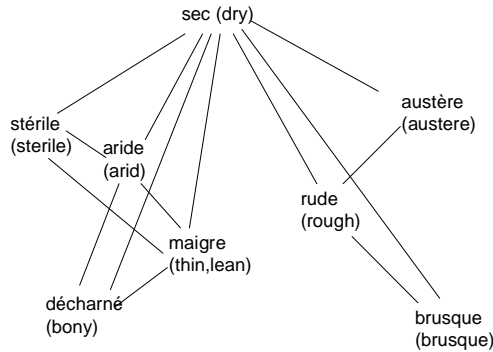 sec (dry)
stérile
(sterile)
aride
(arid)
austère
(austere)
rude
(rough)
maigre
(thin,lean)
décharné
(bony)
brusque
(brusque)